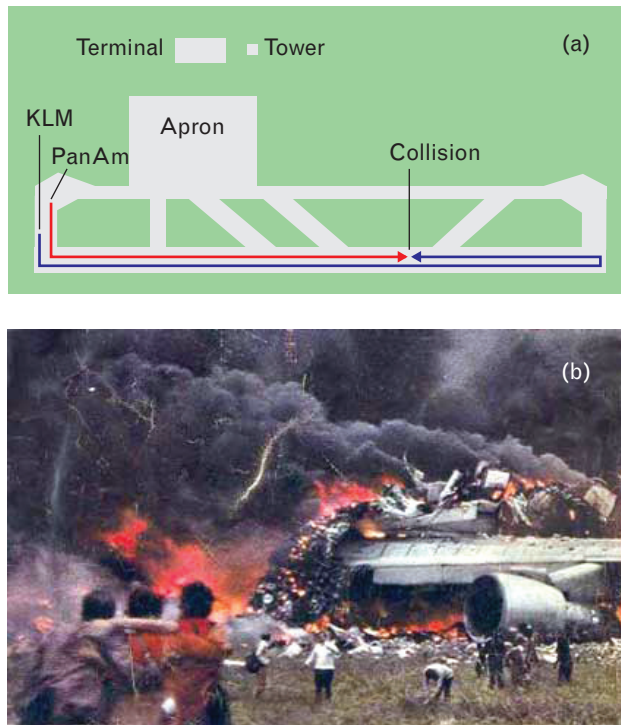 Terminal
Tower
(a)
KLM
PanAm
Apron
Collision
(b)